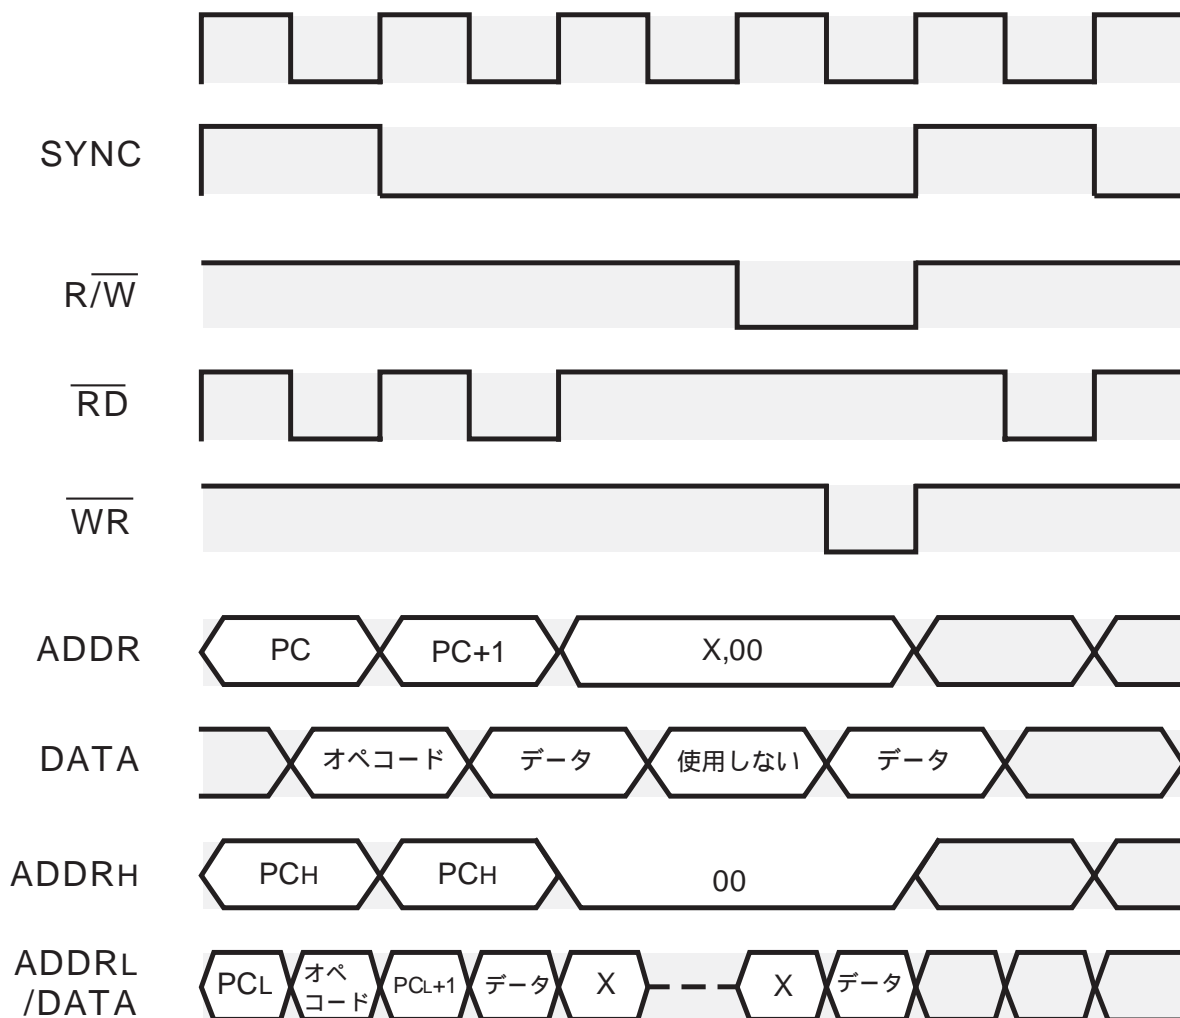 SYNC
R/W
RD
WR
ADDR PC PC+1 X,00
DATA オペコード データ 使用しない データ
ADDRH PCH PCH 00
ADDRL
/DATA
PCL オペ
コード PCL+1 データ X X データ